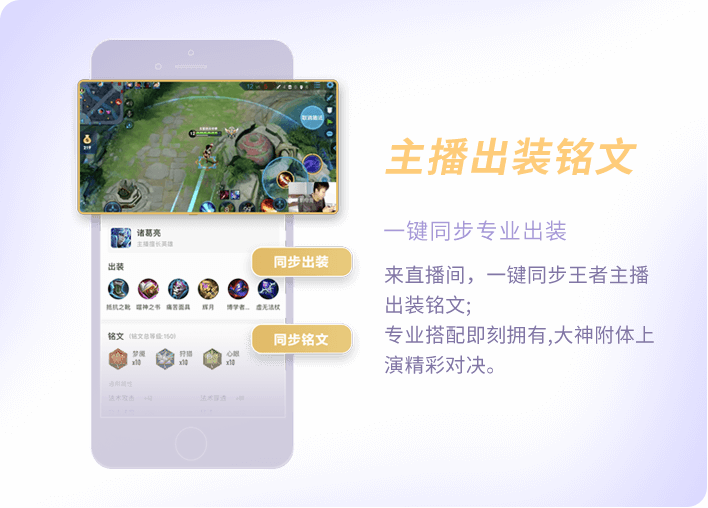 主播出装铭文
一键同步专业出装
来直播间，一键同步王者主播
出装铭文;
专业搭配即刻拥有,大神附体上
演精彩对决。
取消施法
诸葛亮
主播擅长英雄
同步出装
出装
抵抗之靴 噬神之书 痛苦面具 辉月 博学者... 虚无法杖
铭文 (铭文总等级:150)
同步铭文
梦魇 狩猎 心眼
x10 x10 x10